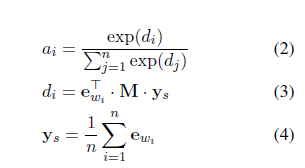 a_i = \frac{\exp(d_i)}{\sum_{j=1}^{n} \exp(d_j)} (2)
d_i = \mathbf{e}_{w_i}^{\top} \cdot \mathbf{M} \cdot \mathbf{y}_s (3)
\mathbf{y}_s = \frac{1}{n} \sum_{i=1}^{n} \mathbf{e}_{w_i} (4)